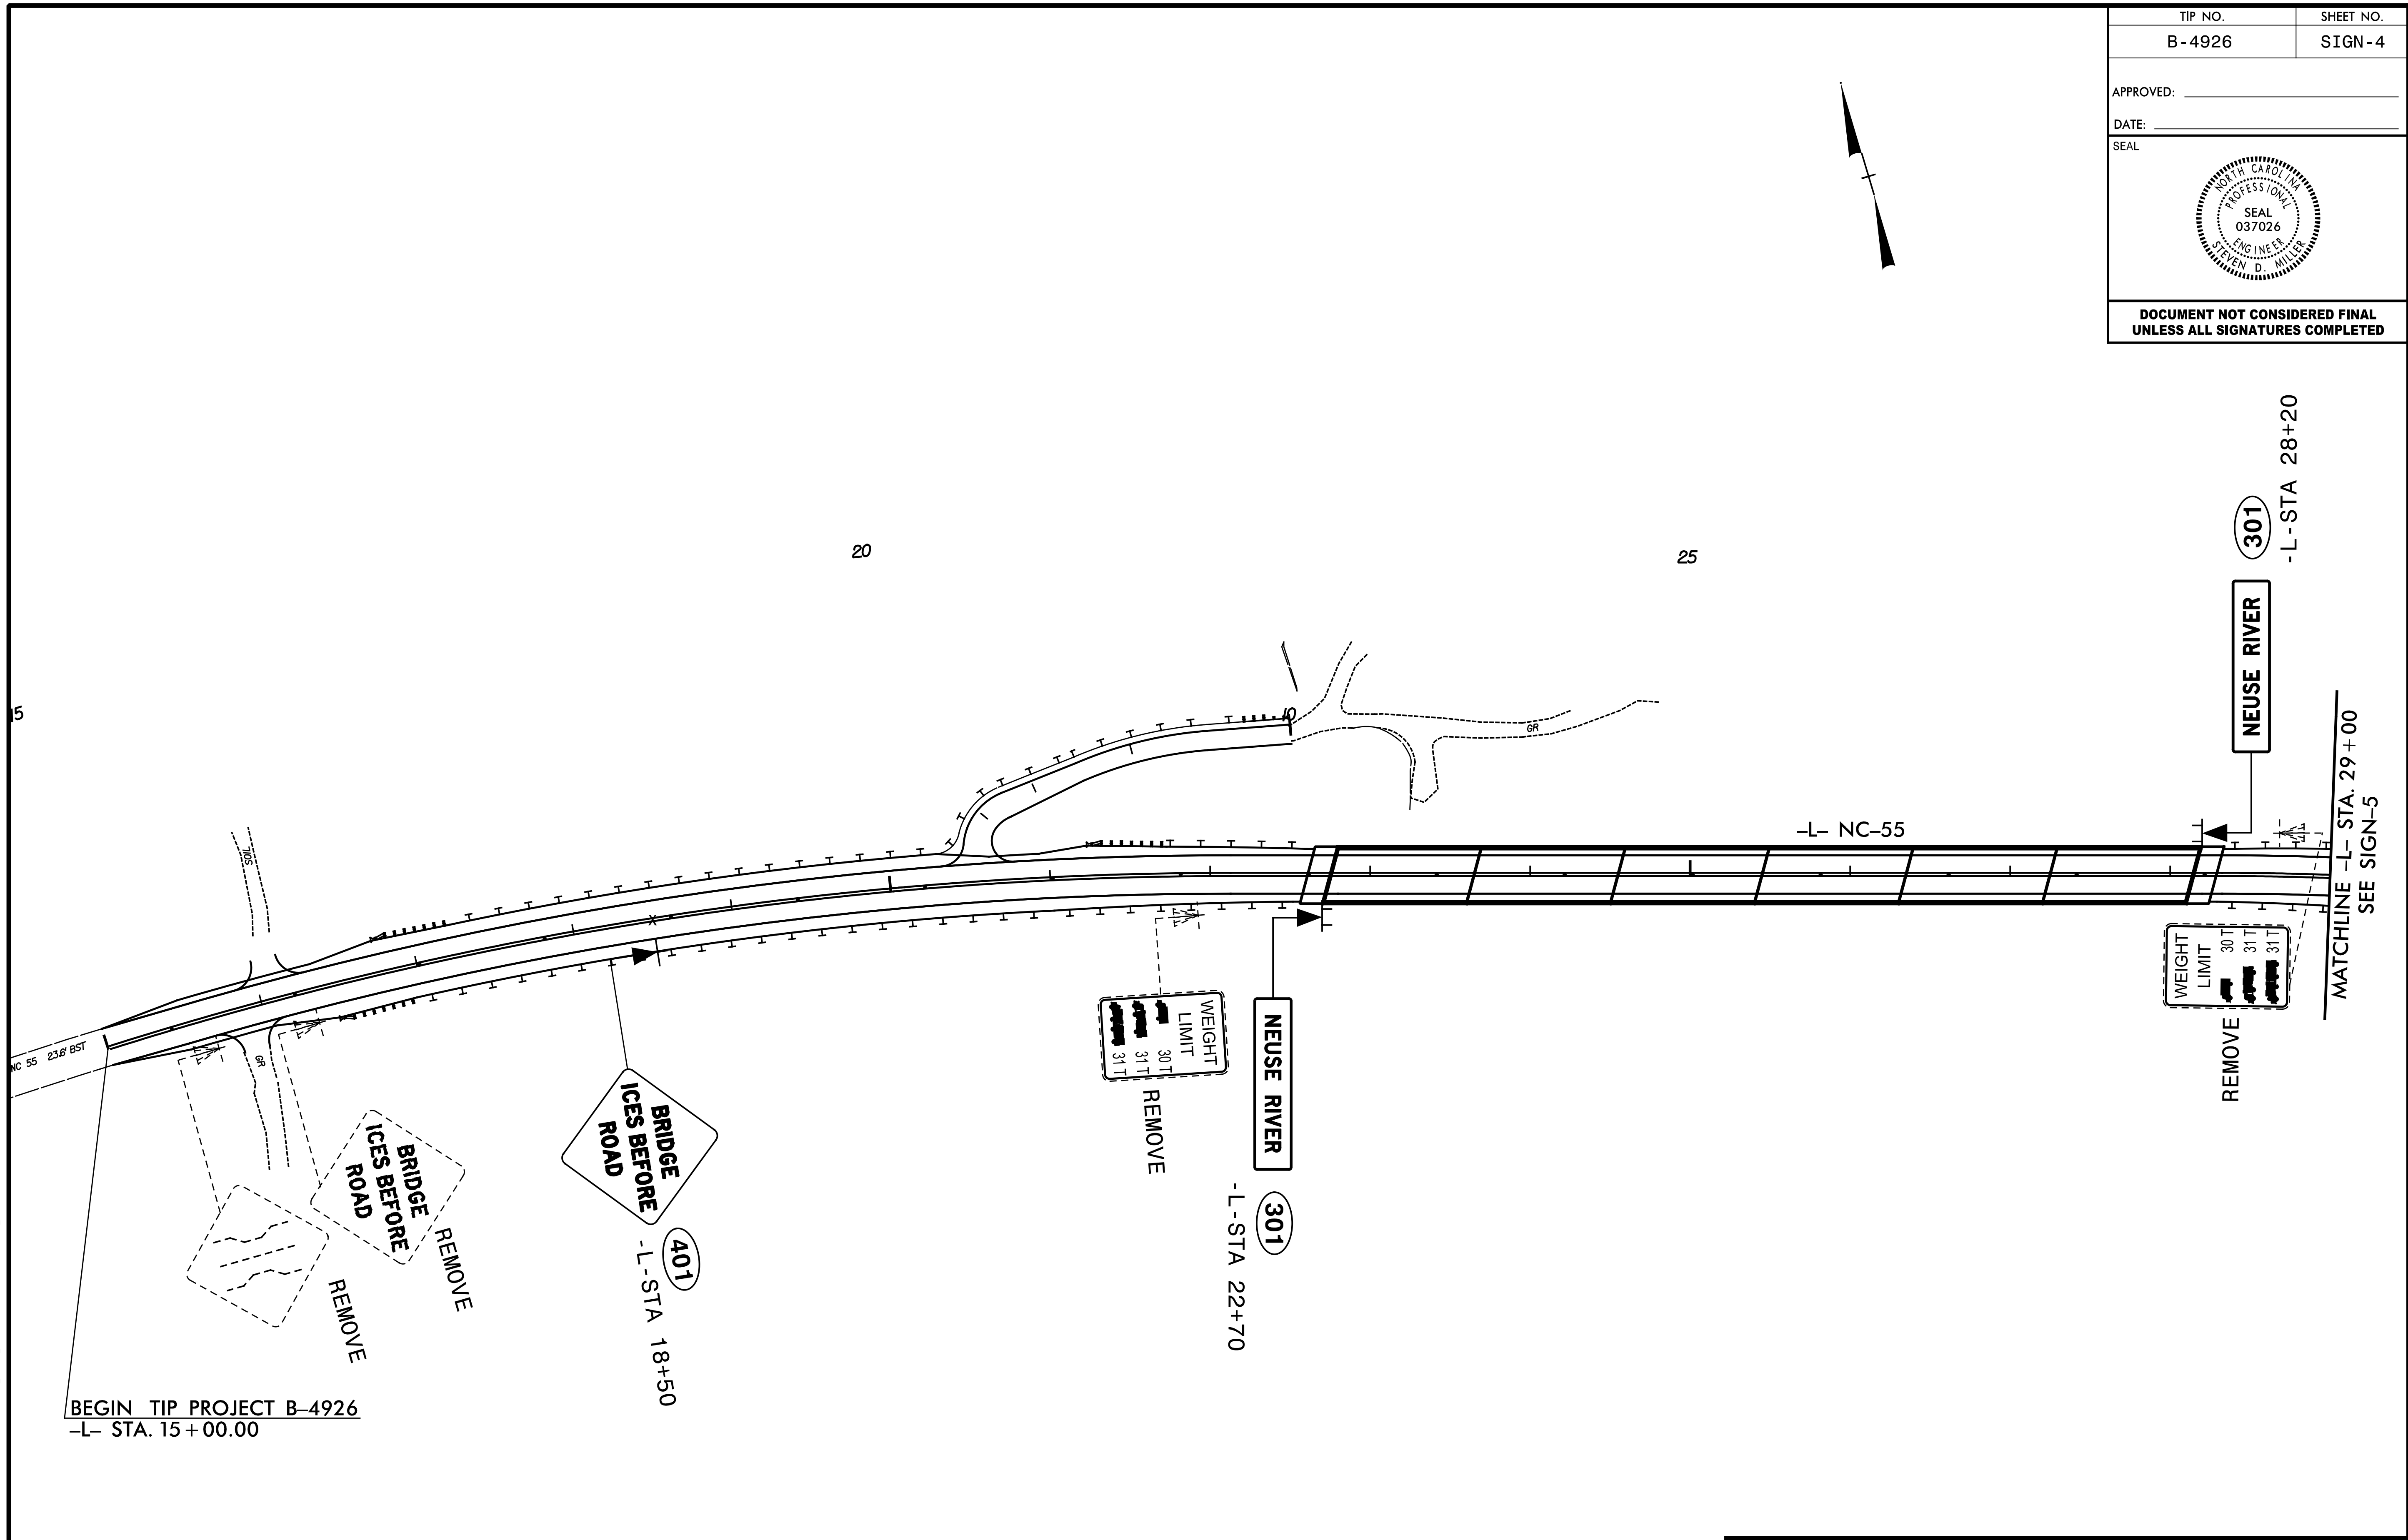 TIP NO.
SHEET NO.
B-4926
SIGN-4
APPROVED:
DATE:
SEAL
NORTH CAROLINA
PROFESSIONAL
SEAL
037026
ENGINEER
STEVEN D. MILLER
DOCUMENT NOT CONSIDERED FINAL
UNLESS ALL SIGNATURES COMPLETED
-L-STA 28+20
301
NEUSE RIVER
20
25
15
10
GR
SOIL
–L– NC–55
MATCHLINE –L– STA. 29+00
SEE SIGN–5
NC 55 23.6' BST
GR
WEIGHT
LIMIT
30 T
31 T
31 T
REMOVE
WEIGHT
LIMIT
30 T
31 T
31 T
REMOVE
NEUSE RIVER
301
-L-STA 22+70
BRIDGE
ICES BEFORE
ROAD
401
-L-STA 18+50
BRIDGE
ICES BEFORE
ROAD
REMOVE
REMOVE
BEGIN TIP PROJECT B–4926
–L– STA. 15+00.00